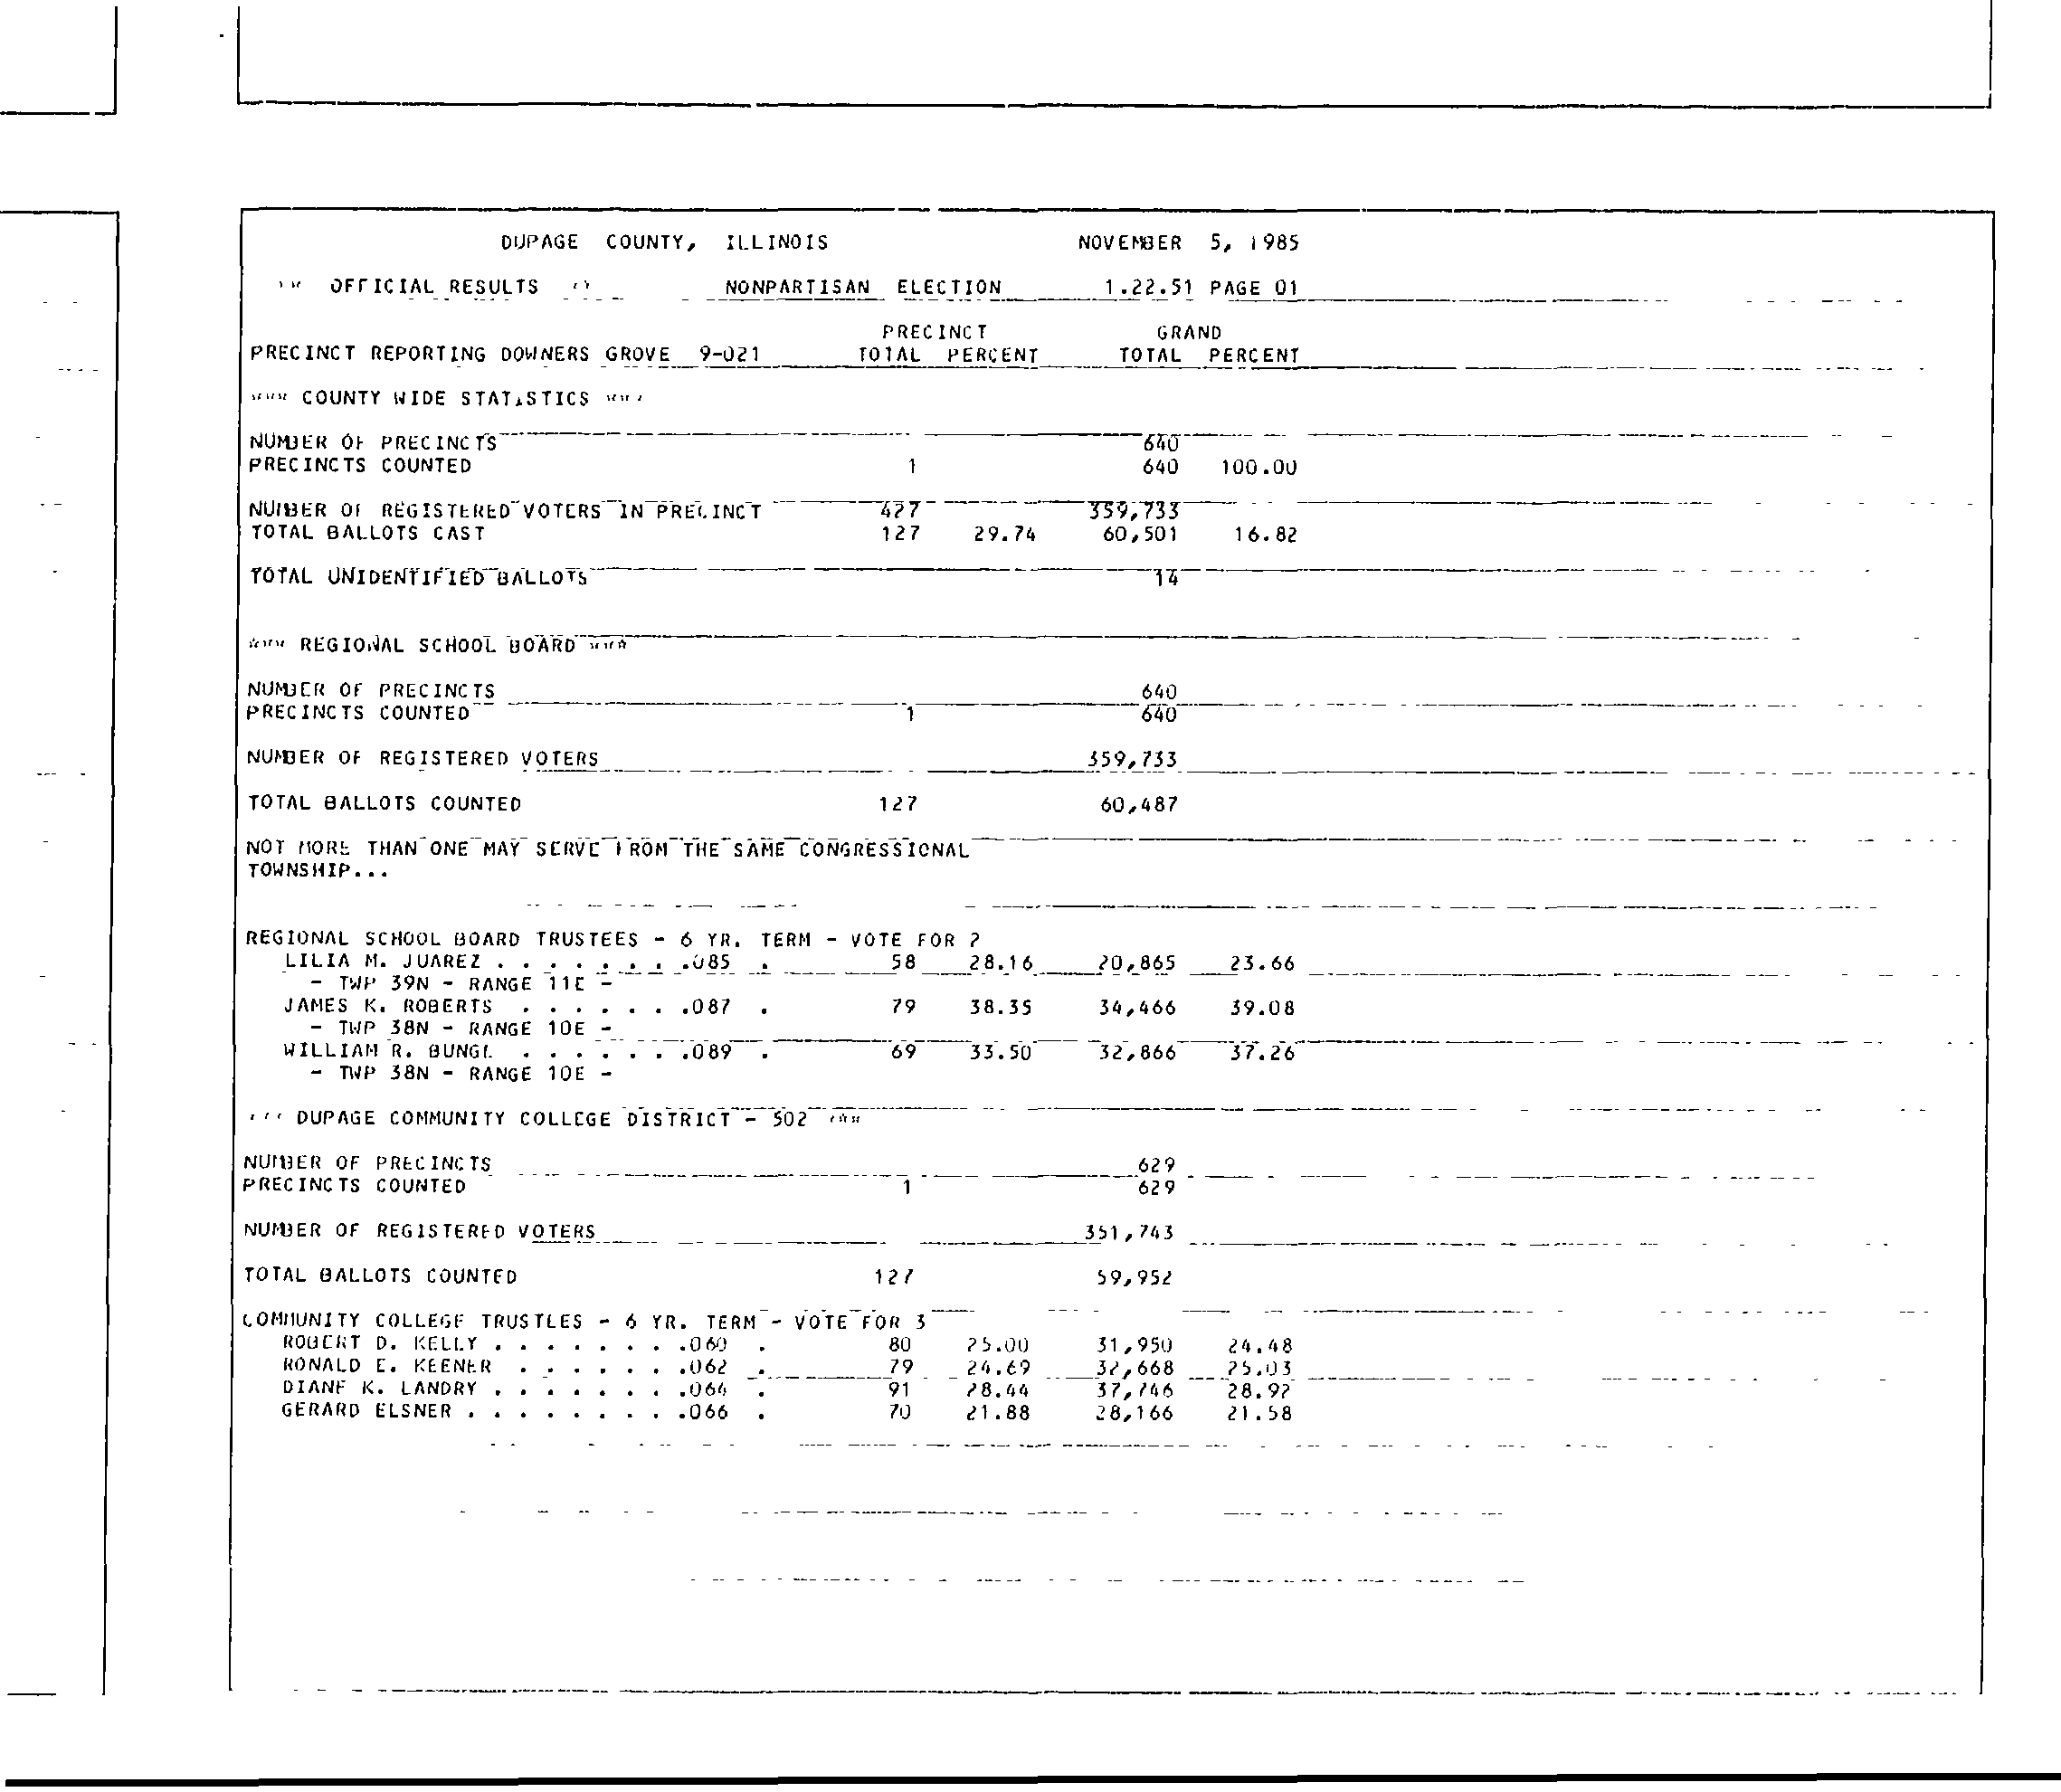 DUPAGE COUNTY, ILLINOIS NOVEMBER 5, 1985
OFFICIAL RESULTS NONPARTISAN ELECTION 1.22.51 PAGE 01
PRECINCT GRAND
PRECINCT REPORTING DOWNERS GROVE 9-021 TOTAL PERCENT TOTAL PERCENT
*** COUNTY WIDE STATISTICS ***
NUMBER OF PRECINCTS 640
PRECINCTS COUNTED 1 640 100.00
NUMBER OF REGISTERED VOTERS IN PRECINCT 427 359,733
TOTAL BALLOTS CAST 127 29.74 60,501 16.82
TOTAL UNIDENTIFIED BALLOTS 14
*** REGIONAL SCHOOL BOARD ***
NUMBER OF PRECINCTS 640
PRECINCTS COUNTED 1 640
NUMBER OF REGISTERED VOTERS 359,733
TOTAL BALLOTS COUNTED 127 60,487
NOT MORE THAN ONE MAY SERVE FROM THE SAME CONGRESSIONAL
TOWNSHIP...
REGIONAL SCHOOL BOARD TRUSTEES - 6 YR. TERM - VOTE FOR 2
LILIA M. JUAREZ . . . . . . . .085 . 58 28.16 20,865 23.66
- TWP 39N - RANGE 11E -
JAMES K. ROBERTS . . . . . . .087 . 79 38.35 34,466 39.08
- TWP 38N - RANGE 10E -
WILLIAM R. BUNGE . . . . . . .089 . 69 33.50 32,866 37.26
- TWP 38N - RANGE 10E -
*** DUPAGE COMMUNITY COLLEGE DISTRICT - 502 ***
NUMBER OF PRECINCTS 629
PRECINCTS COUNTED 1 629
NUMBER OF REGISTERED VOTERS 351,743
TOTAL BALLOTS COUNTED 127 59,952
COMMUNITY COLLEGE TRUSTEES - 6 YR. TERM - VOTE FOR 3
ROBERT D. KELLY . . . . . . . .060 . 80 25.00 31,950 24.48
RONALD E. KEENER . . . . . . .062 . 79 24.69 32,668 25.03
DIANE K. LANDRY . . . . . . . .064 . 91 28.44 37,746 28.92
GERARD ELSNER . . . . . . . . .066 . 70 21.88 28,166 21.58